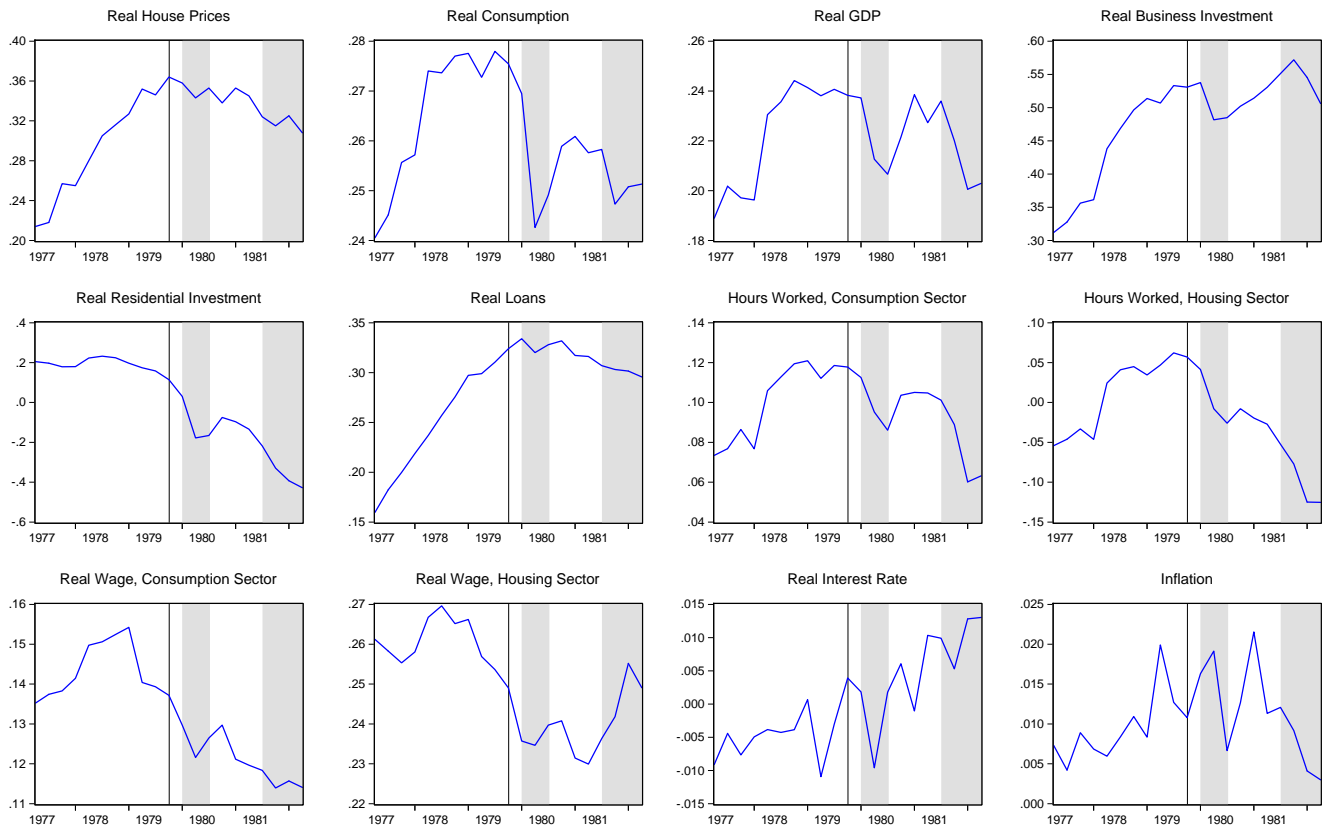 Real House Prices
.40
.36
.32
.28
.24
.20
1977 1978 1979 1980 1981
Real Consumption
.28
.27
.26
.25
.24
1977 1978 1979 1980 1981
Real GDP
.26
.24
.22
.20
.18
1977 1978 1979 1980 1981
Real Business Investment
.60
.55
.50
.45
.40
.35
.30
1977 1978 1979 1980 1981
Real Residential Investment
.4
.2
.0
-.2
-.4
-.6
1977 1978 1979 1980 1981
Real Loans
.35
.30
.25
.20
.15
1977 1978 1979 1980 1981
Hours Worked, Consumption Sector
.14
.12
.10
.08
.06
.04
1977 1978 1979 1980 1981
Hours Worked, Housing Sector
.10
.05
.00
-.05
-.10
-.15
1977 1978 1979 1980 1981
Real Wage, Consumption Sector
.16
.15
.14
.13
.12
.11
1977 1978 1979 1980 1981
Real Wage, Housing Sector
.27
.26
.25
.24
.23
.22
1977 1978 1979 1980 1981
Real Interest Rate
.015
.010
.005
.000
-.005
-.010
-.015
1977 1978 1979 1980 1981
Inflation
.025
.020
.015
.010
.005
.000
1977 1978 1979 1980 1981